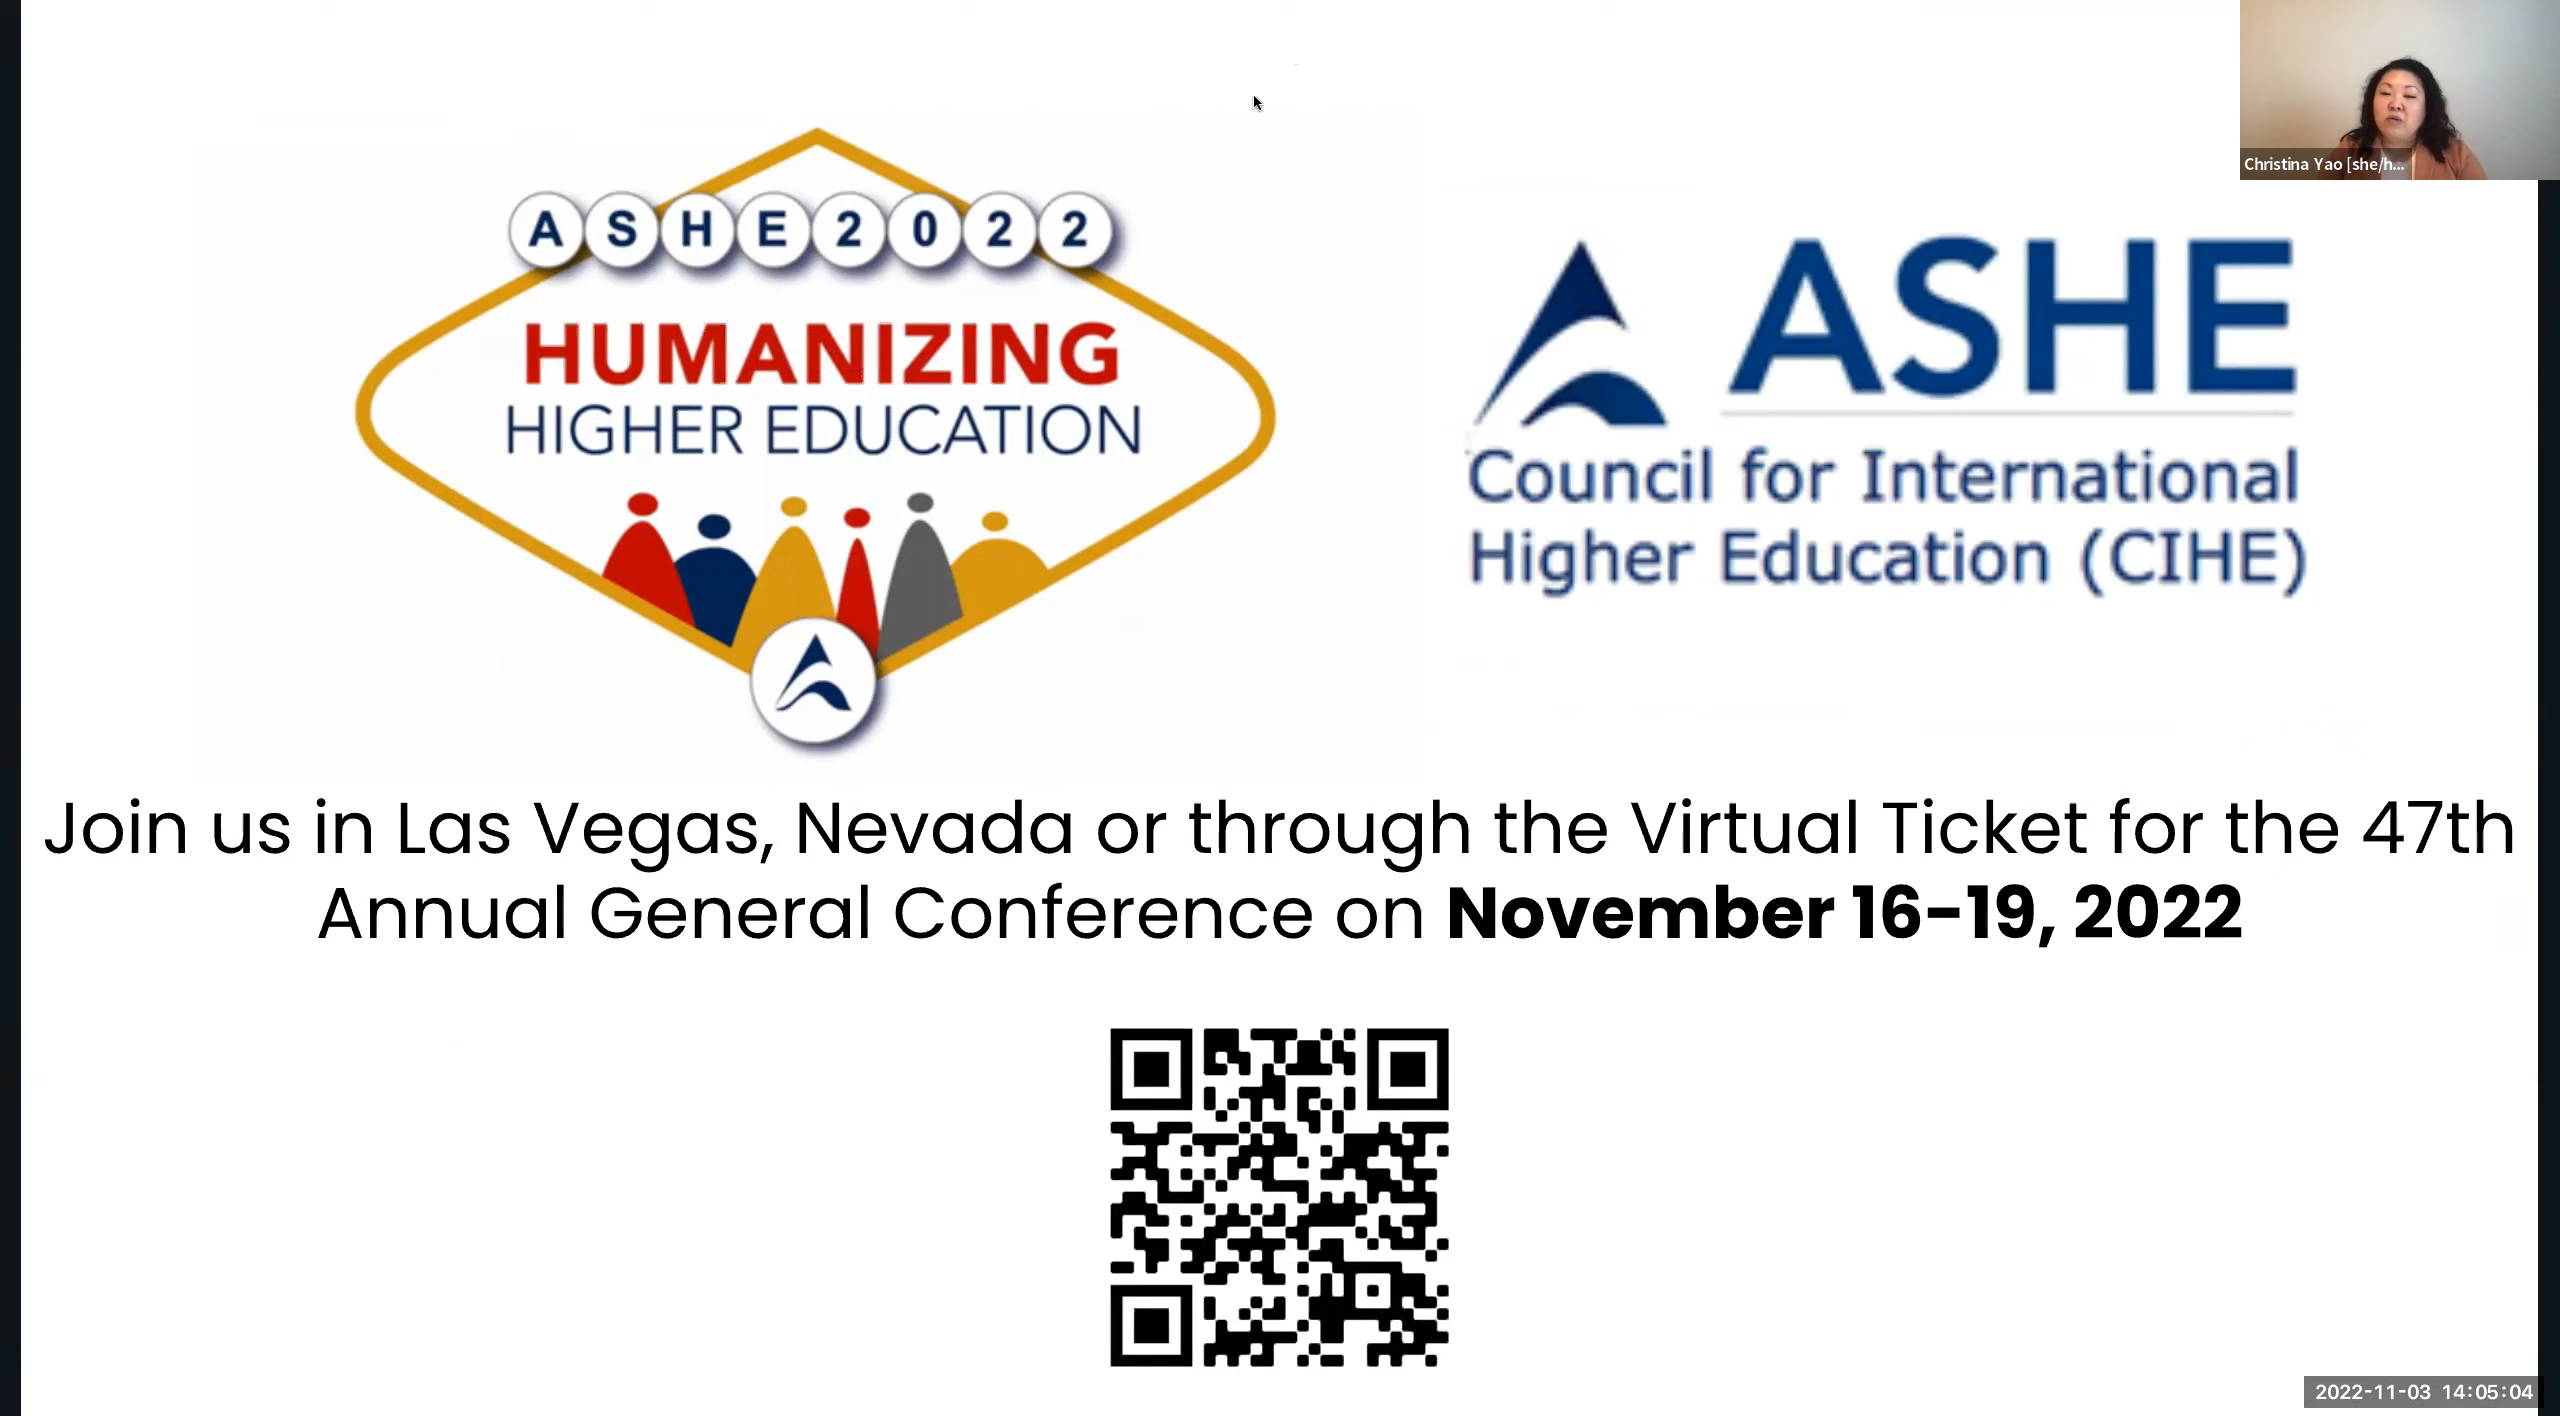 Christina Yao [she/h...
ASHE2022
HUMANIZING
HIGHER EDUCATION
ASHE
Council for International
Higher Education (CIHE)
Join us in Las Vegas, Nevada or through the Virtual Ticket for the 47th
Annual General Conference on November 16-19, 2022
2022-11-03 14:05:04